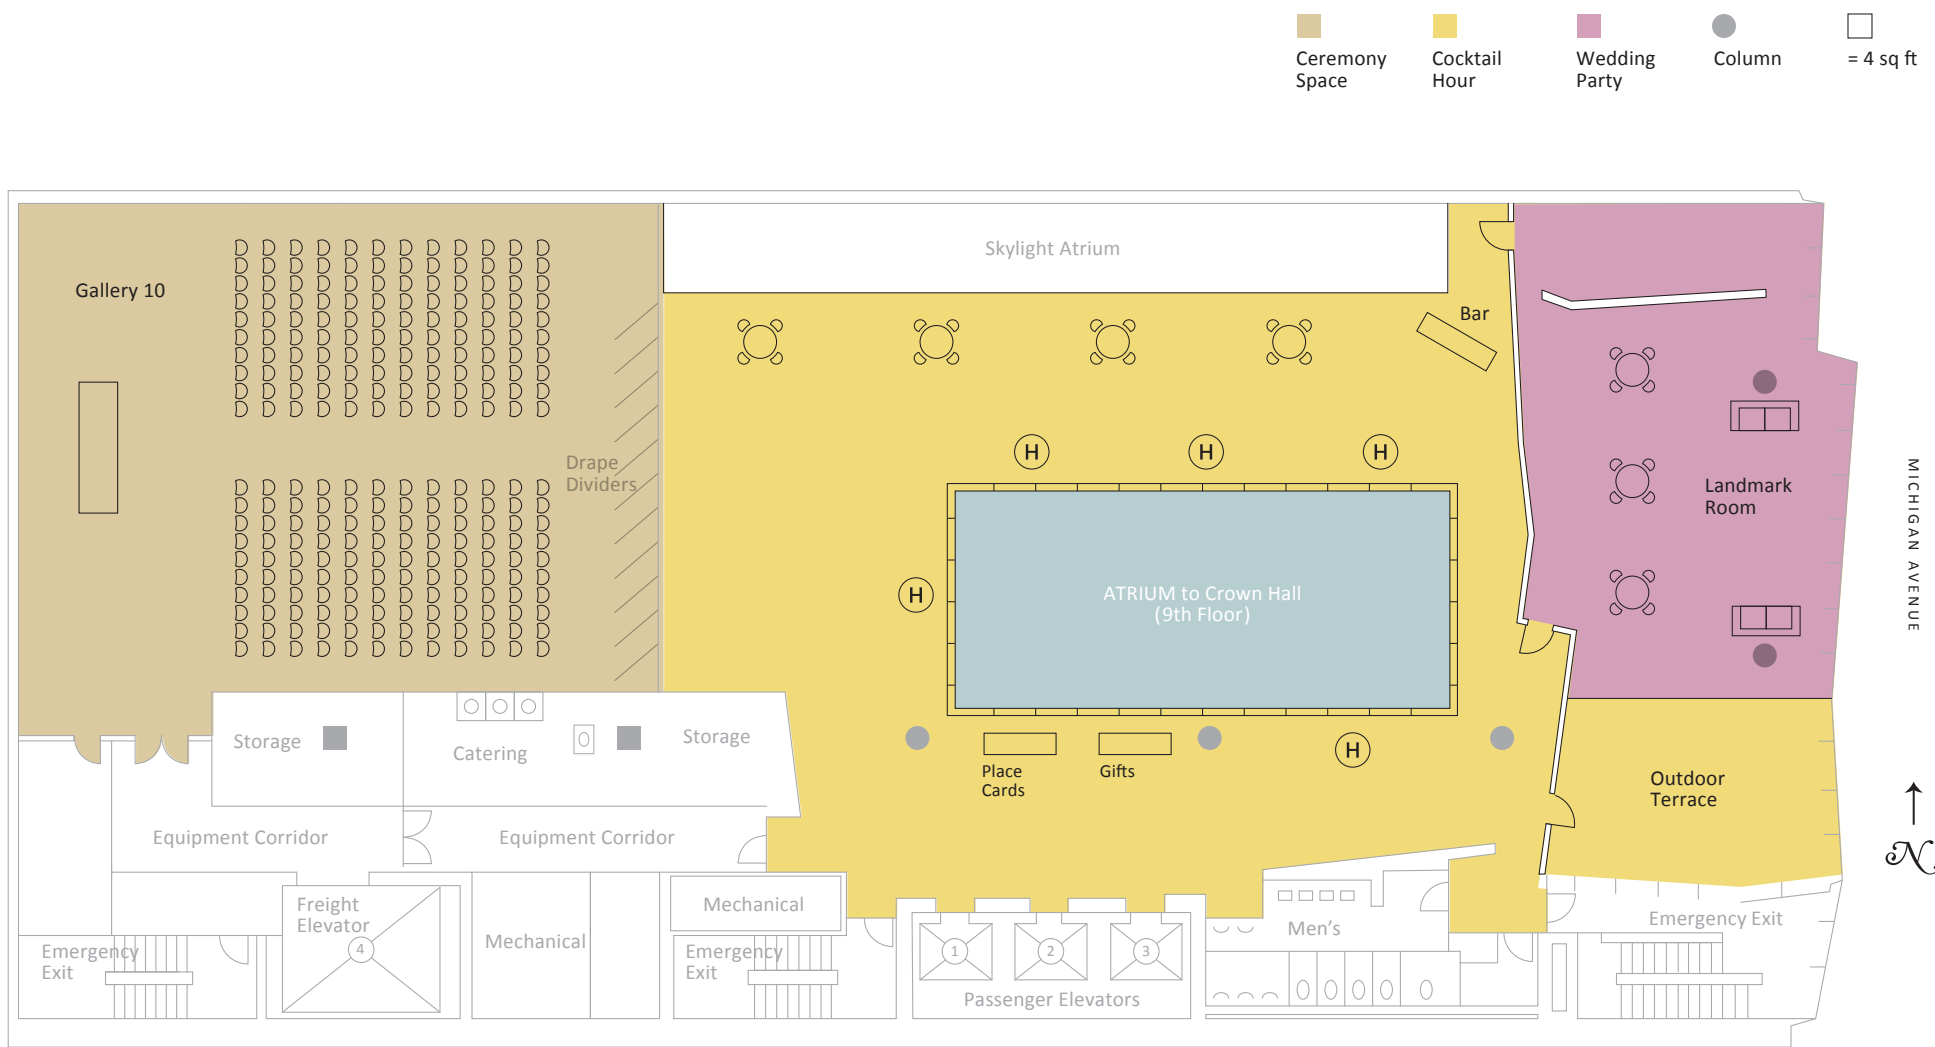 Ceremony
Space
Cocktail
Hour
Wedding
Party
Column
= 4 sq ft
Skylight Atrium
Gallery 10
Bar
Drape
Dividers
H
H
H
Landmark
Room
MICHIGAN AVENUE
H
ATRIUM to Crown Hall
(9th Floor)
Storage
Catering
Storage
Place
Cards
Gifts
H
Outdoor
Terrace
Equipment Corridor
Equipment Corridor
N
Freight
Elevator
4
Mechanical
Mechanical
Emergency
Exit
Emergency
Exit
1
2
3
Passenger Elevators
Men's
Emergency Exit